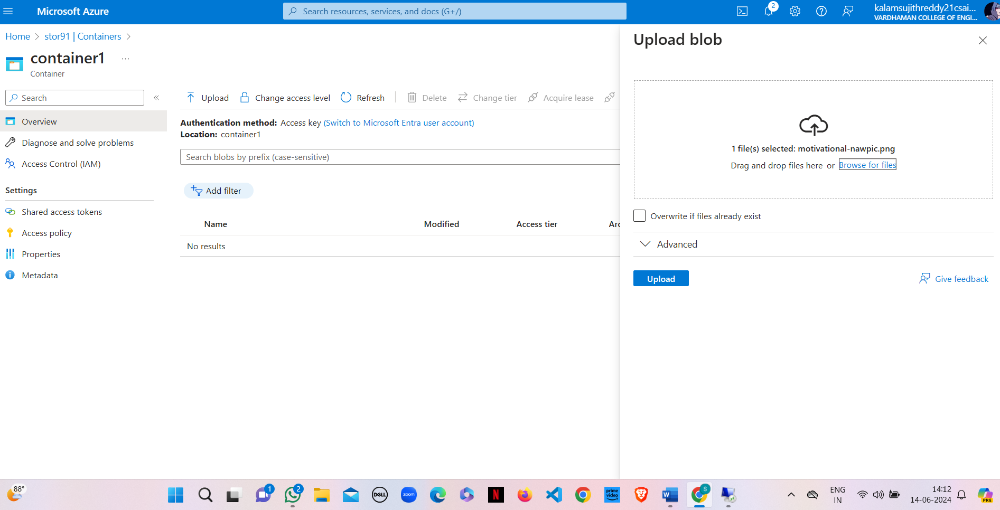 Microsoft Azure
Search resources, services, and docs (G+/)
2
kalamsujithreddy21csai...
VARDHAMAN COLLEGE OF ENGI...
Home > stor91 | Containers >
container1 ...
Container
Search
«
Overview
Diagnose and solve problems
Access Control (IAM)
Settings
Shared access tokens
Access policy
Properties
Metadata
Upload
Change access level
Refresh
Delete
Change tier
Acquire lease
Authentication method: Access key (Switch to Microsoft Entra user account)
Location: container1
Search blobs by prefix (case-sensitive)
Add filter
Name Modified Access tier Arc
No results
Upload blob
1 file(s) selected: motivational-nawpic.png
Drag and drop files here or Browse for files
Overwrite if files already exist
Advanced
Upload
Give feedback
88°
1
2
DELL
zoom
N
prime
video
W
S
ENG
IN
14:12
14-06-2024
PRE